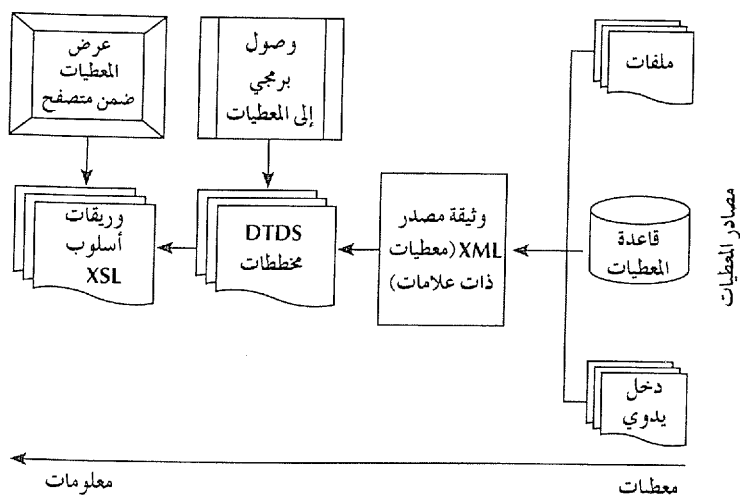 مصادر المعطيات
ملفات
قاعدة
المعطيات
دخل
يدوي
وثيقة مصدر
XML (معطيات
ذات علامات)
وصول
برمجي
إلى المعطيات
DTDS
مخططات
عرض
المعطيات
ضمن متصفح
وريقات
أسلوب
XSL
معطيات
معلومات